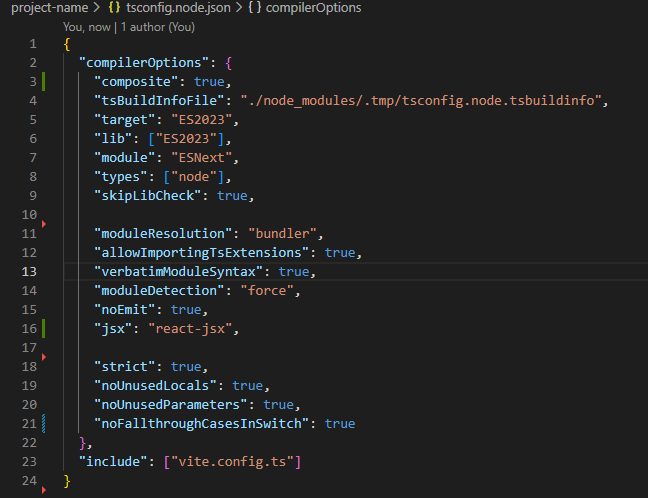 project-name > {} tsconfig.node.json > {} compilerOptions
You, now | 1 author (You)
1 {
2 "compilerOptions": {
3 "composite": true,
4 "tsBuildInfoFile": "./node_modules/.tmp/tsconfig.node.tsbuildinfo",
5 "target": "ES2023",
6 "lib": ["ES2023"],
7 "module": "ESNext",
8 "types": ["node"],
9 "skipLibCheck": true,
10
11 "moduleResolution": "bundler",
12 "allowImportingTsExtensions": true,
13 "verbatimModuleSyntax": true,
14 "moduleDetection": "force",
15 "noEmit": true,
16 "jsx": "react-jsx",
17
18 "strict": true,
19 "noUnusedLocals": true,
20 "noUnusedParameters": true,
21 "noFallthroughCasesInSwitch": true
22 },
23 "include": ["vite.config.ts"]
24 }